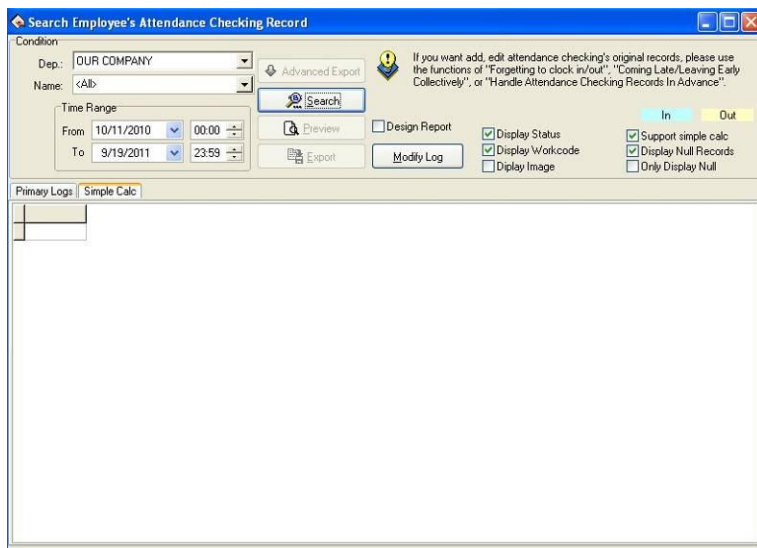 Search Employee's Attendance Checking Record
Condition
Dep.: OUR COMPANY
Name: <All>
Time Range
From 10/11/2010 00:00
To 9/19/2011 23:59
Advanced Export
Search
Preview
Export
If you want add, edit attendance checking's original records, please use
the functions of "Forgetting to clock in/out", "Coming Late/Leaving Early
Collectively", or "Handle Attendance Checking Records In Advance".
In Out
Design Report
Modify Log
Display Status
Display Workcode
Diplay Image
Support simple calc
Display Null Records
Only Display Null
Primary Logs Simple Calc